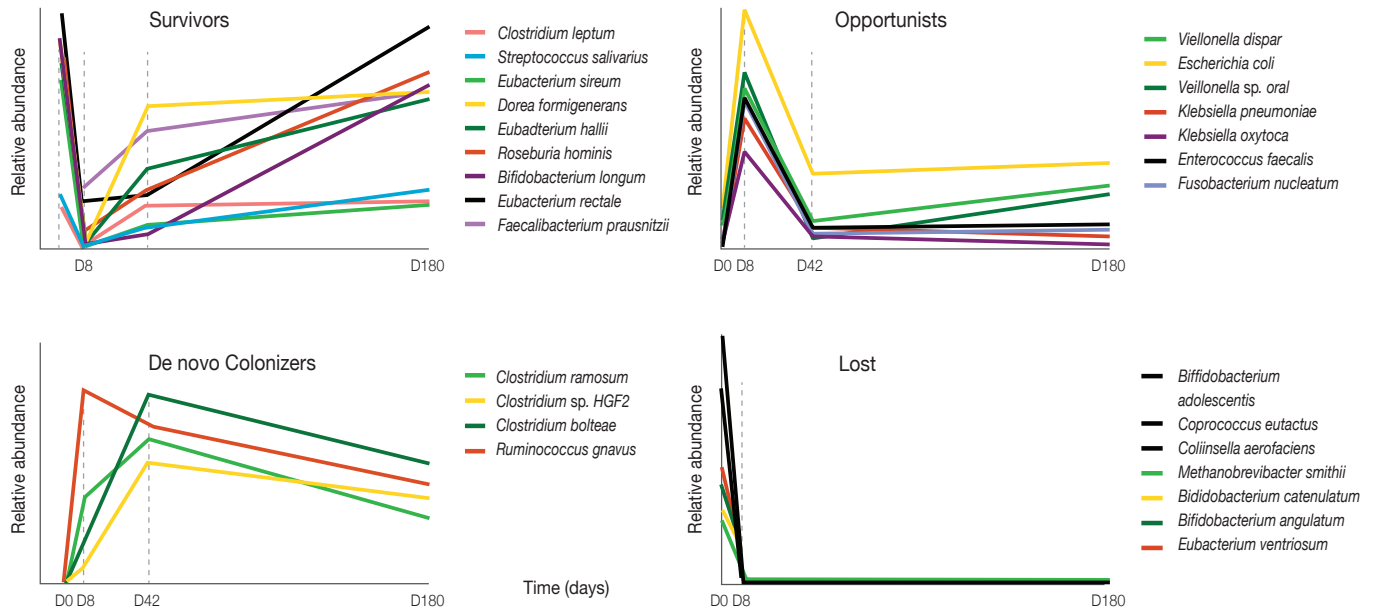 Survivors
Relative abundance
D8
D180
Clostridium leptum
Streptococcus salivarius
Eubacterium sireum
Dorea formigenerans
Eubadterium hallii
Roseburia hominis
Bifidobacterium longum
Eubacterium rectale
Faecalibacterium prausnitzii
Opportunists
Relative abundance
D0 D8
D42
D180
Viellonella dispar
Escherichia coli
Veillonella sp. oral
Klebsiella pneumoniae
Klebsiella oxytoca
Enterococcus faecalis
Fusobacterium nucleatum
De novo Colonizers
Relative abundance
D0 D8
D42
D180
Clostridium ramosum
Clostridium sp. HGF2
Clostridium bolteae
Ruminococcus gnavus
Time (days)
Lost
Relative abundance
D0 D8
D180
Biffidobacterium
adolescentis
Coprococcus eutactus
Coliinsella aerofaciens
Methanobrevibacter smithii
Bididobacterium catenulatum
Bifidobacterium angulatum
Eubacterium ventriosum